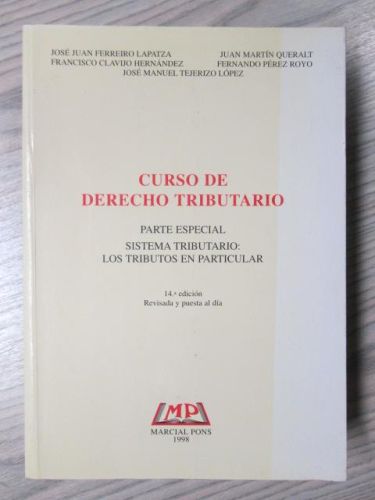 JOSÉ JUAN FERREIRO LAPATZA JUAN MARTÍN QUERALT
FRANCISCO CLAVIJO HERNÁNDEZ FERNANDO PÉREZ ROYO
JOSÉ MANUEL TEJERIZO LÓPEZ
CURSO DE
DERECHO TRIBUTARIO
PARTE ESPECIAL
SISTEMA TRIBUTARIO:
LOS TRIBUTOS EN PARTICULAR
14.ª edición
Revisada y puesta al día
MP
MARCIAL PONS
1998